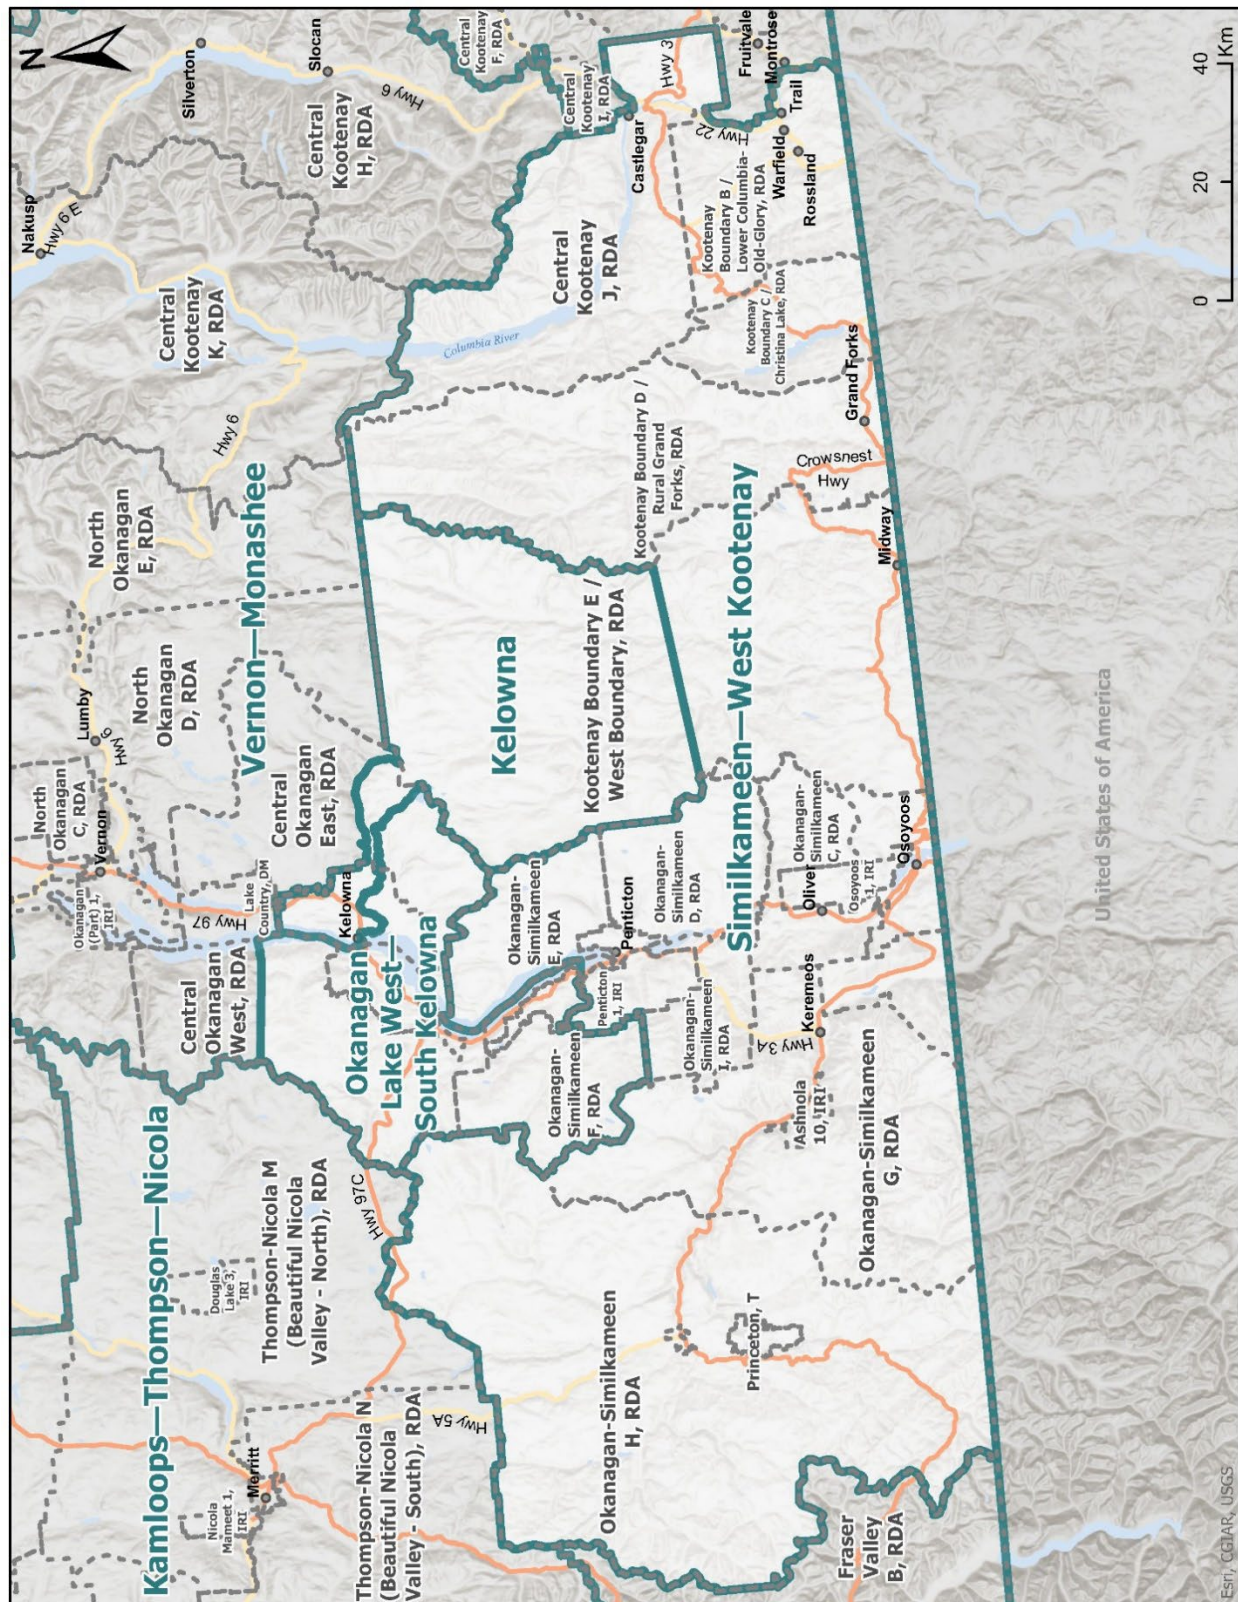 N
Kamloops—Thompson—Nicola
Nicola
Mameet 1,
IRI
Merritt
Douglas
Lake 3,
IRI
Thompson-Nicola M
(Beautiful Nicola
Valley - North), RDA
Thompson-Nicola N
(Beautiful Nicola
Valley - South), RDA
Hwy 5A
Hwy 97C
Central
Okanagan
West, RDA
Okanagan
(Part) 1,
IRI
North
Okanagan
C, RDA
Vernon
Hwy 97
Lake
Country, DM
Lumby
Hwy 6
North
Okanagan
D, RDA
North
Okanagan
E, RDA
Vernon—Monashee
Central
Okanagan
East, RDA
Hwy 6
Central
Kootenay
K, RDA
Nakusp
Hwy 6 E
Silverton
Slocan
Hwy 6
Central
Kootenay
H, RDA
Central
Kootenay
F, RDA
Central
Kootenay
I, RDA
Columbia River
Central
Kootenay
J, RDA
Castlegar
Hwy 3
Hwy 22
Fruitvale
Montrose
Trail
Warfield
Rossland
Kootenay
Boundary B /
Lower Columbia-
Old-Glory, RDA
Kootenay
Boundary C /
Christina Lake, RDA
Kelowna
Okanagan
Lake West—
South Kelowna
Kelowna
Kootenay Boundary E /
West Boundary, RDA
Kootenay Boundary D /
Rural Grand
Forks, RDA
Okanagan-
Similkameen
E, RDA
Okanagan-
Similkameen
F, RDA
Penticton
1, IRI
Penticton
Okanagan-
Similkameen
D, RDA
Okanagan-
Similkameen
I, RDA
Similkameen—West Kootenay
Okanagan-Similkameen
H, RDA
Princeton, T
Ashnola
10, IRI
Hwy 3A
Keremeos
Oliver
Okanagan-
Similkameen
C, RDA
Osoyoos
1, IRI
Osoyoos
Okanagan-Similkameen
G, RDA
Crowsnest
Hwy
Midway
Grand Forks
Fraser
Valley
B, RDA
United States of America
Esri, CGIAR, USGS
0
20
40
Km